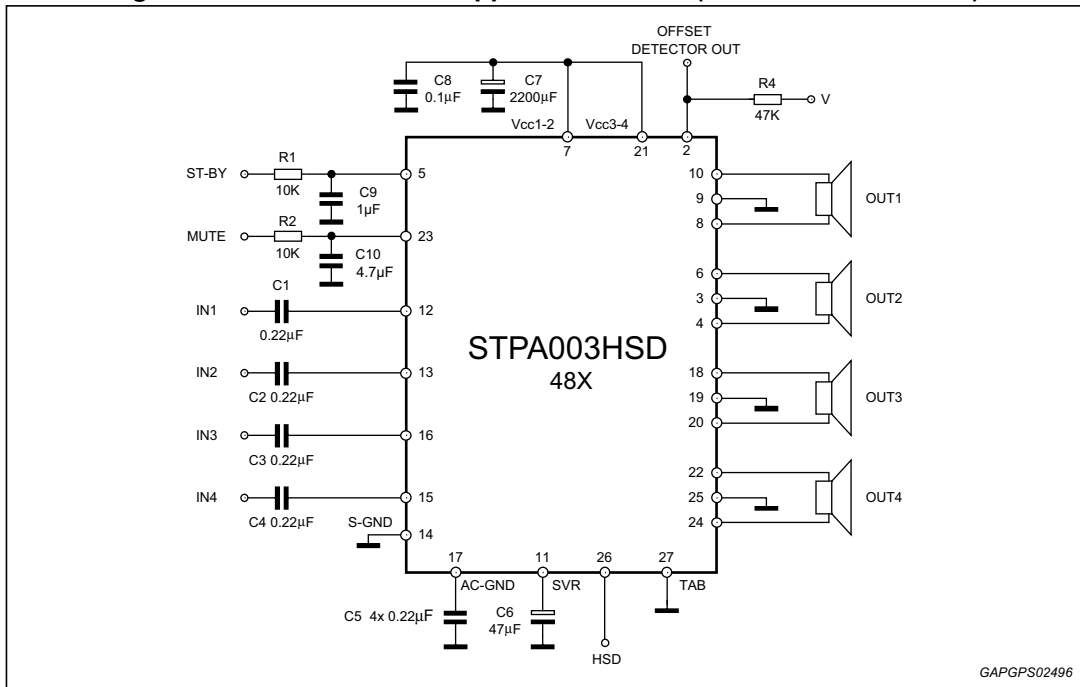 OFFSET
DETECTOR OUT
C8
0.1µF
C7
2200µF
R4
47K
V
Vcc1-2
Vcc3-4
7
21
2
ST-BY
R1
10K
5
C9
1µF
MUTE
R2
10K
23
C10
4.7µF
IN1
C1
0.22µF
12
IN2
C2 0.22µF
13
IN3
C3 0.22µF
16
IN4
C4 0.22µF
15
S-GND
14
STPA003HSD
48X
10
9
8
OUT1
6
3
4
OUT2
18
19
20
OUT3
22
25
24
OUT4
17
AC-GND
11
SVR
26
27
TAB
C5 4x 0.22µF
C6
47µF
HSD
GAPGPS02496